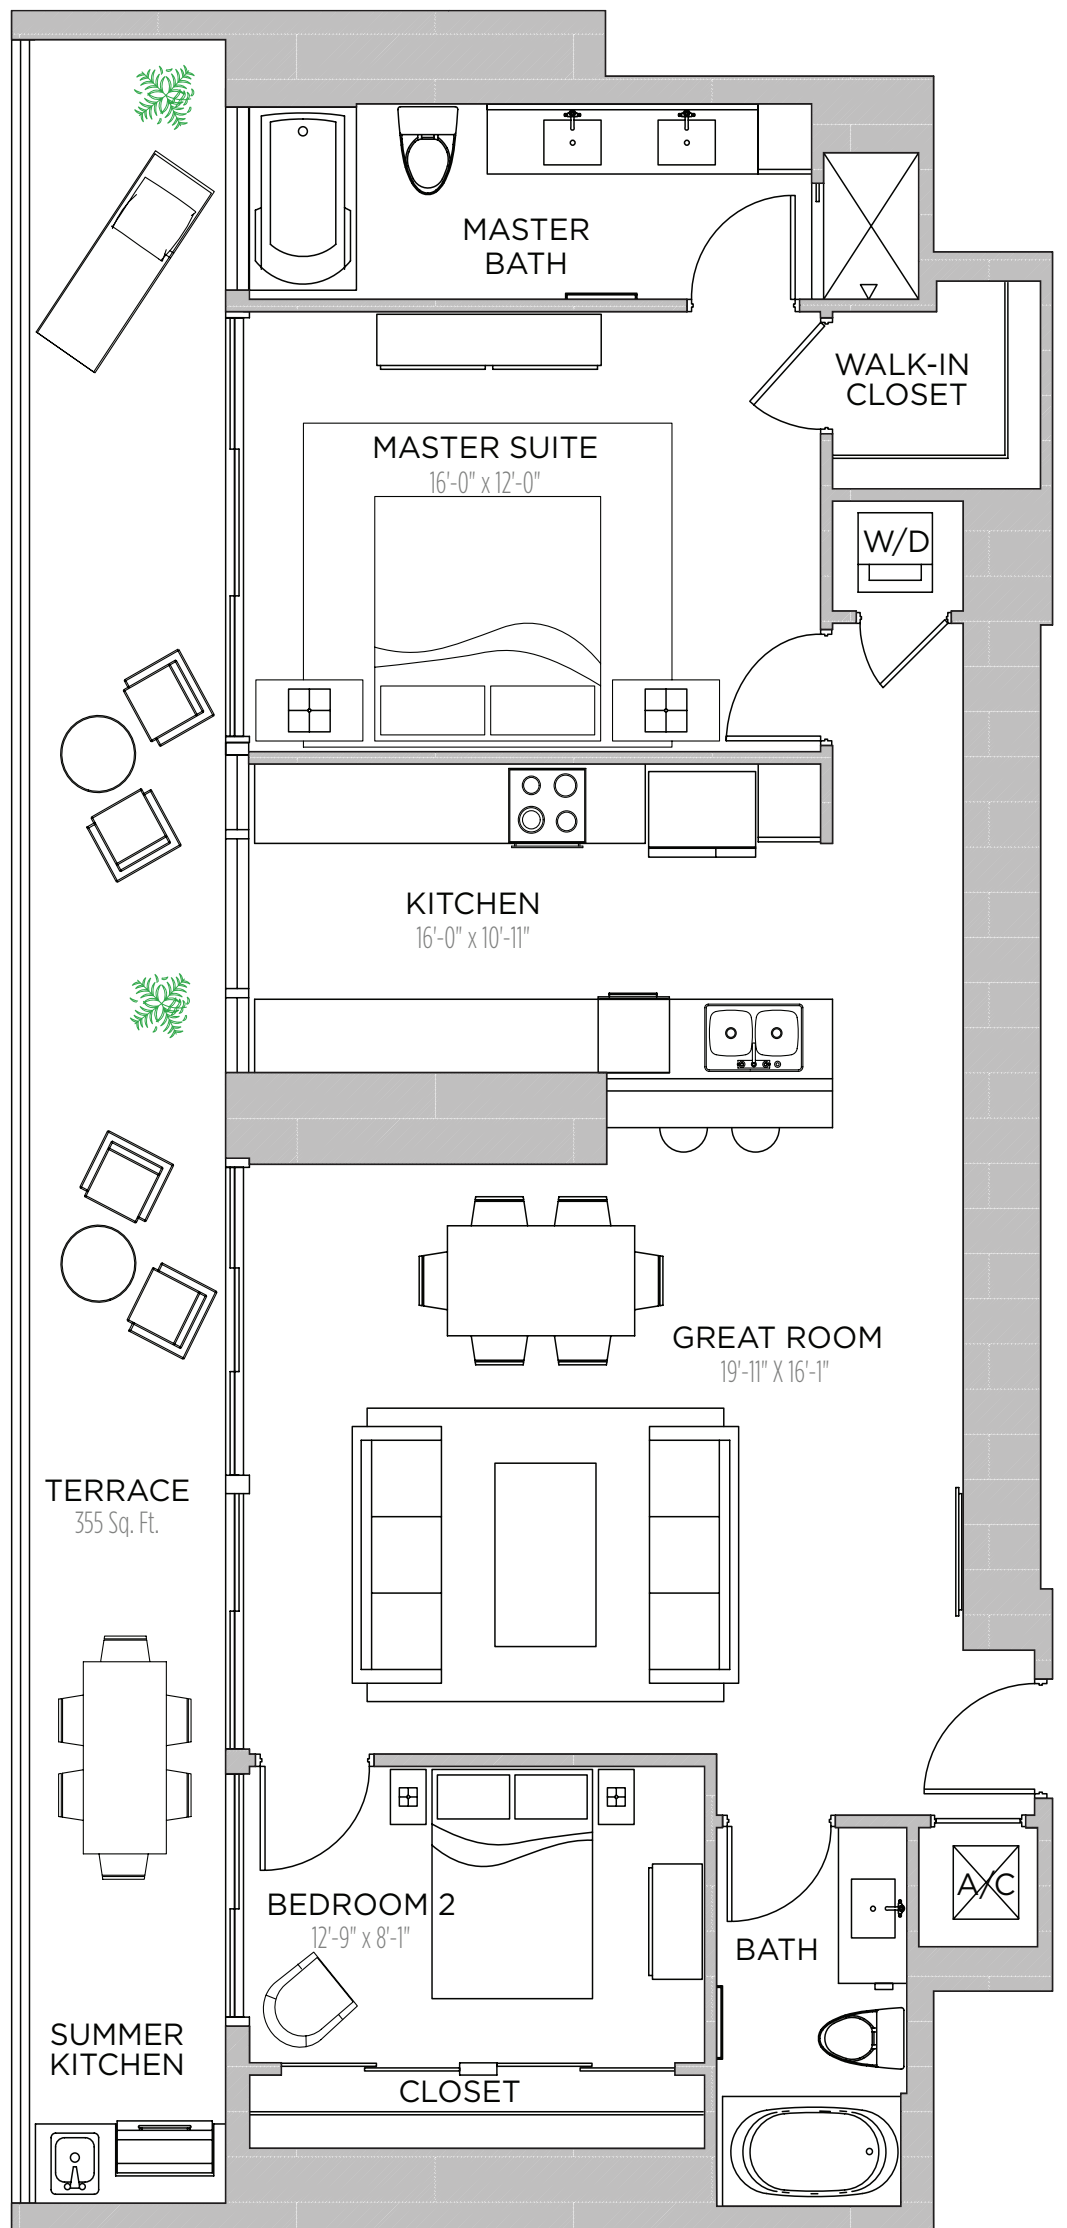 MASTER
BATH
WALK-IN
CLOSET
MASTER SUITE
16'-0" x 12'-0"
W/D
KITCHEN
16'-0" x 10'-11"
GREAT ROOM
19'-11" X 16'-1"
TERRACE
355 Sq. Ft.
A/C
BEDROOM 2
12'-9" x 8'-1"
BATH
SUMMER
KITCHEN
CLOSET